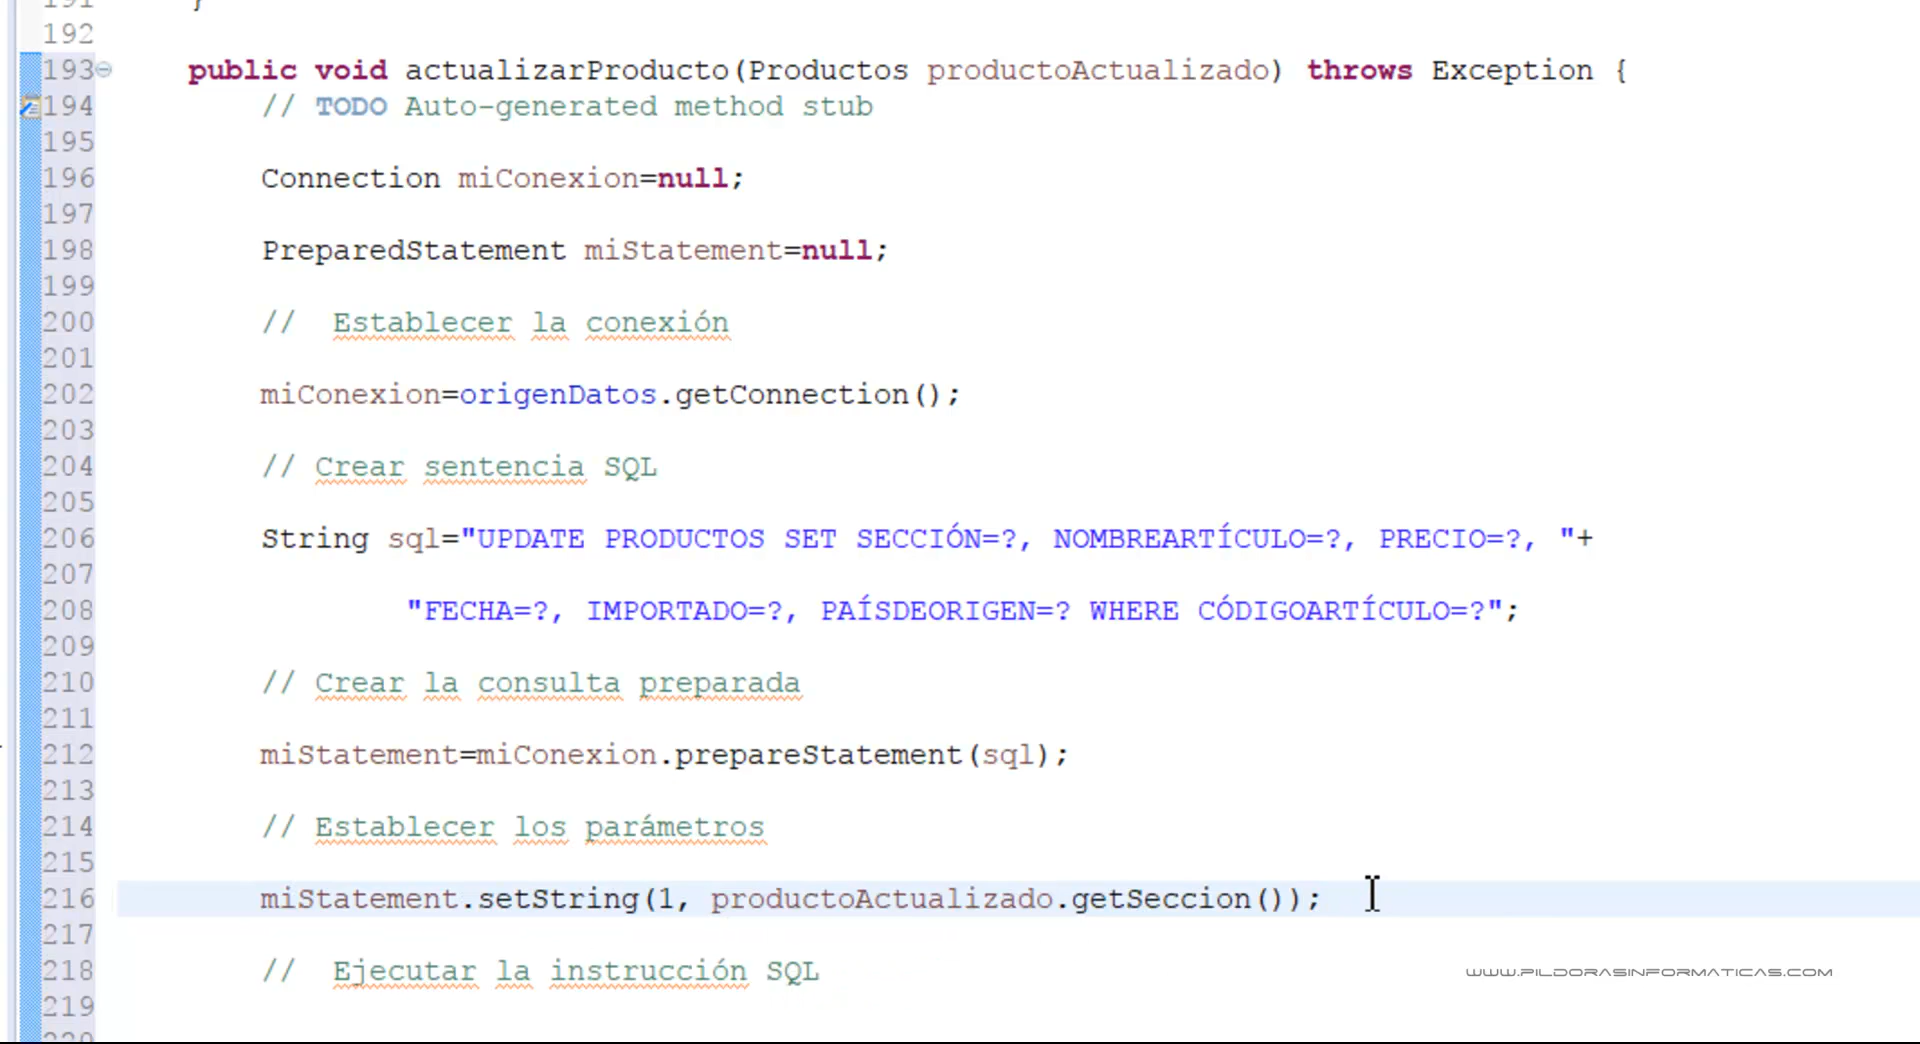 191 }
192
193 public void actualizarProducto(Productos productoActualizado) throws Exception {
194 // TODO Auto-generated method stub
195
196 Connection miConexion=null;
197
198 PreparedStatement miStatement=null;
199
200 //  Establecer la conexión
201
202 miConexion=origenDatos.getConnection();
203
204 // Crear sentencia SQL
205
206 String sql="UPDATE PRODUCTOS SET SECCIÓN=?, NOMBREARTÍCULO=?, PRECIO=?, "+
207
208 "FECHA=?, IMPORTADO=?, PAÍSDEORIGEN=? WHERE CÓDIGOARTÍCULO=?";
209
210 // Crear la consulta preparada
211
212 miStatement=miConexion.prepareStatement(sql);
213
214 // Establecer los parámetros
215
216 miStatement.setString(1, productoActualizado.getSeccion());
217
218 //  Ejecutar la instrucción SQL
WWW.PILDORASINFORMATICAS.COM
219